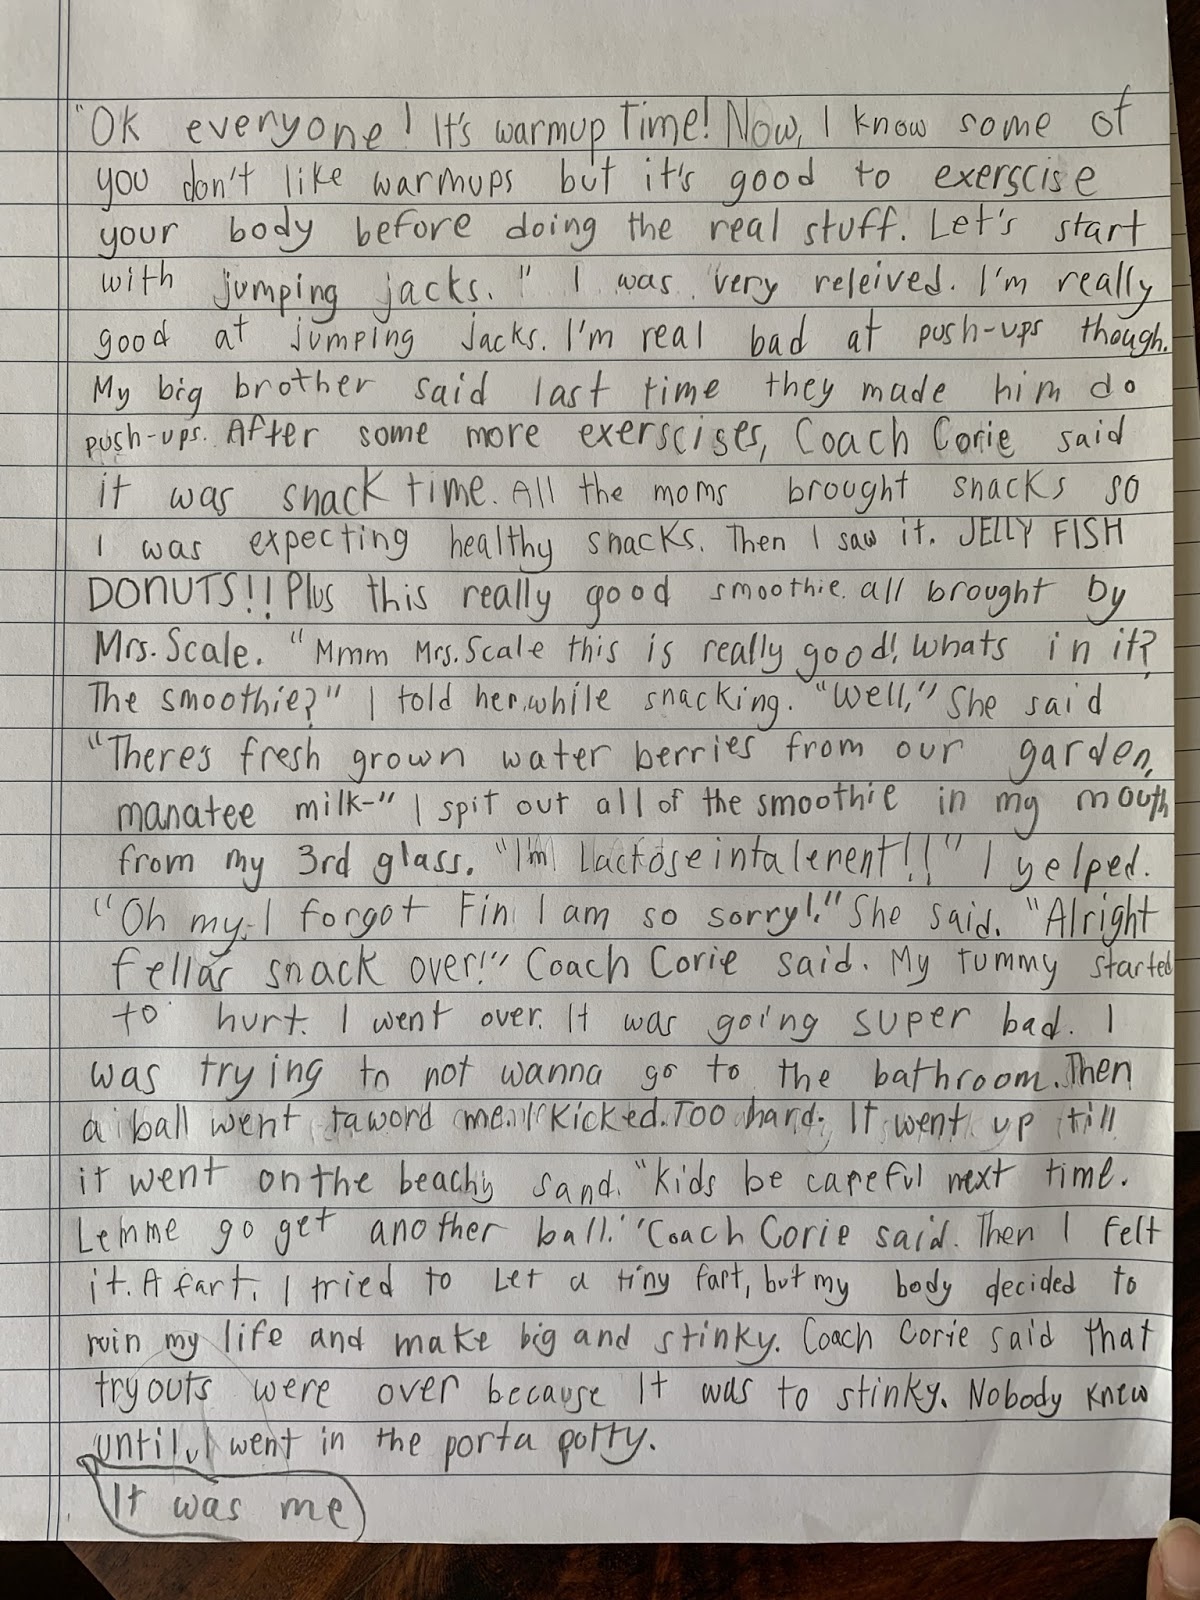 "OK everyone! It's warmup Time! Now, I know some of
you don't like warmups but it's good to exerscise
your body before doing the real stuff. Let's start
with jumping jacks." I was very releived. I'm really
good at jumping jacks. I'm real bad at push-ups though.
My big brother said last time they made him do
push-ups. After some more exerscises, Coach Corie said
it was snack time. All the moms brought snacks so
I was expecting healthy snacks. Then I saw it. JELLY FISH
DONUTS!! Plus this really good smoothie. all brought by
Mrs. Scale. "Mmm Mrs. Scale this is really good! Whats in it?
The smoothie?" I told her, while snacking. "Well," She said
"There's fresh grown water berries from our garden,
manatee milk-" I spit out all of the smoothie in my mouth
from my 3rd glass. "I'm Lactose intalerent!!" I yelped.
"Oh my, I forgot Fin I am so sorry!." She said. "Alright
fellas snack over!" Coach Corie said. My tummy started
to hurt. I went over. It was going super bad. I
was trying to not wanna go to the bathroom. Then
a ball went taword me. I Kicked. Too hard. It went up till
it went on the beachy sand. "Kids be careful next time.
Lemme go get another ball." Coach Corie said. Then I felt
it. A fart. I tried to Let a tiny fart, but my body decided to
ruin my life and make big and stinky. Coach Corie said that
tryouts were over because it was to stinky. Nobody knew
until I went in the porta potty.
It was me